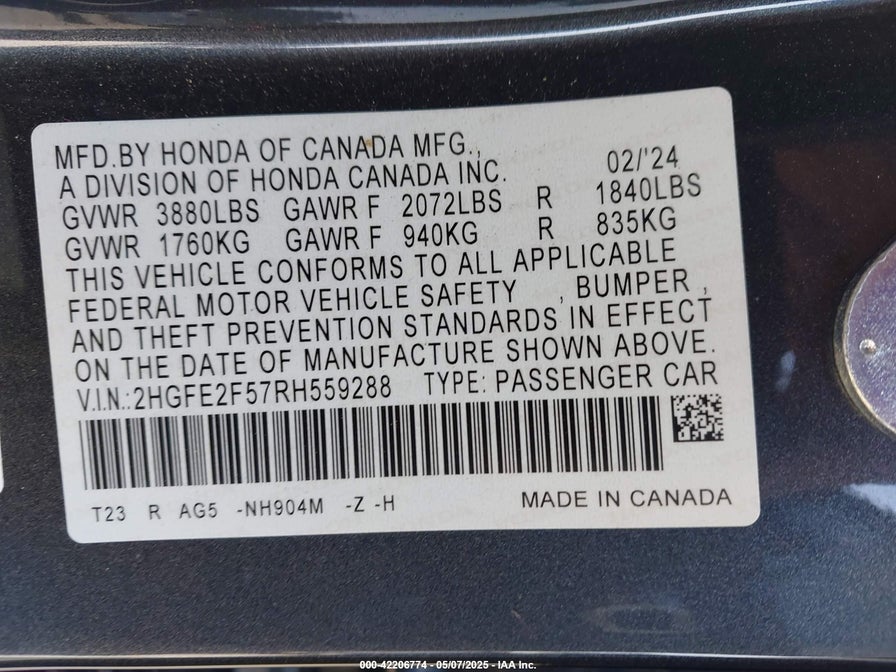 MFD.BY HONDA OF CANADA MFG.,
A DIVISION OF HONDA CANADA INC. 02/'24
GVWR 3880LBS GAWR F 2072LBS R 1840LBS
GVWR 1760KG GAWR F 940KG R 835KG
THIS VEHICLE CONFORMS TO ALL APPLICABLE
FEDERAL MOTOR VEHICLE SAFETY , BUMPER ,
AND THEFT PREVENTION STANDARDS IN EFFECT
ON THE DATE OF MANUFACTURE SHOWN ABOVE.
V.I.N.:2HGFE2F57RH559288 TYPE: PASSENGER CAR
T23 R AG5 -NH904M -Z -H MADE IN CANADA
000-42206774 - 05/07/2025 - IAA Inc.